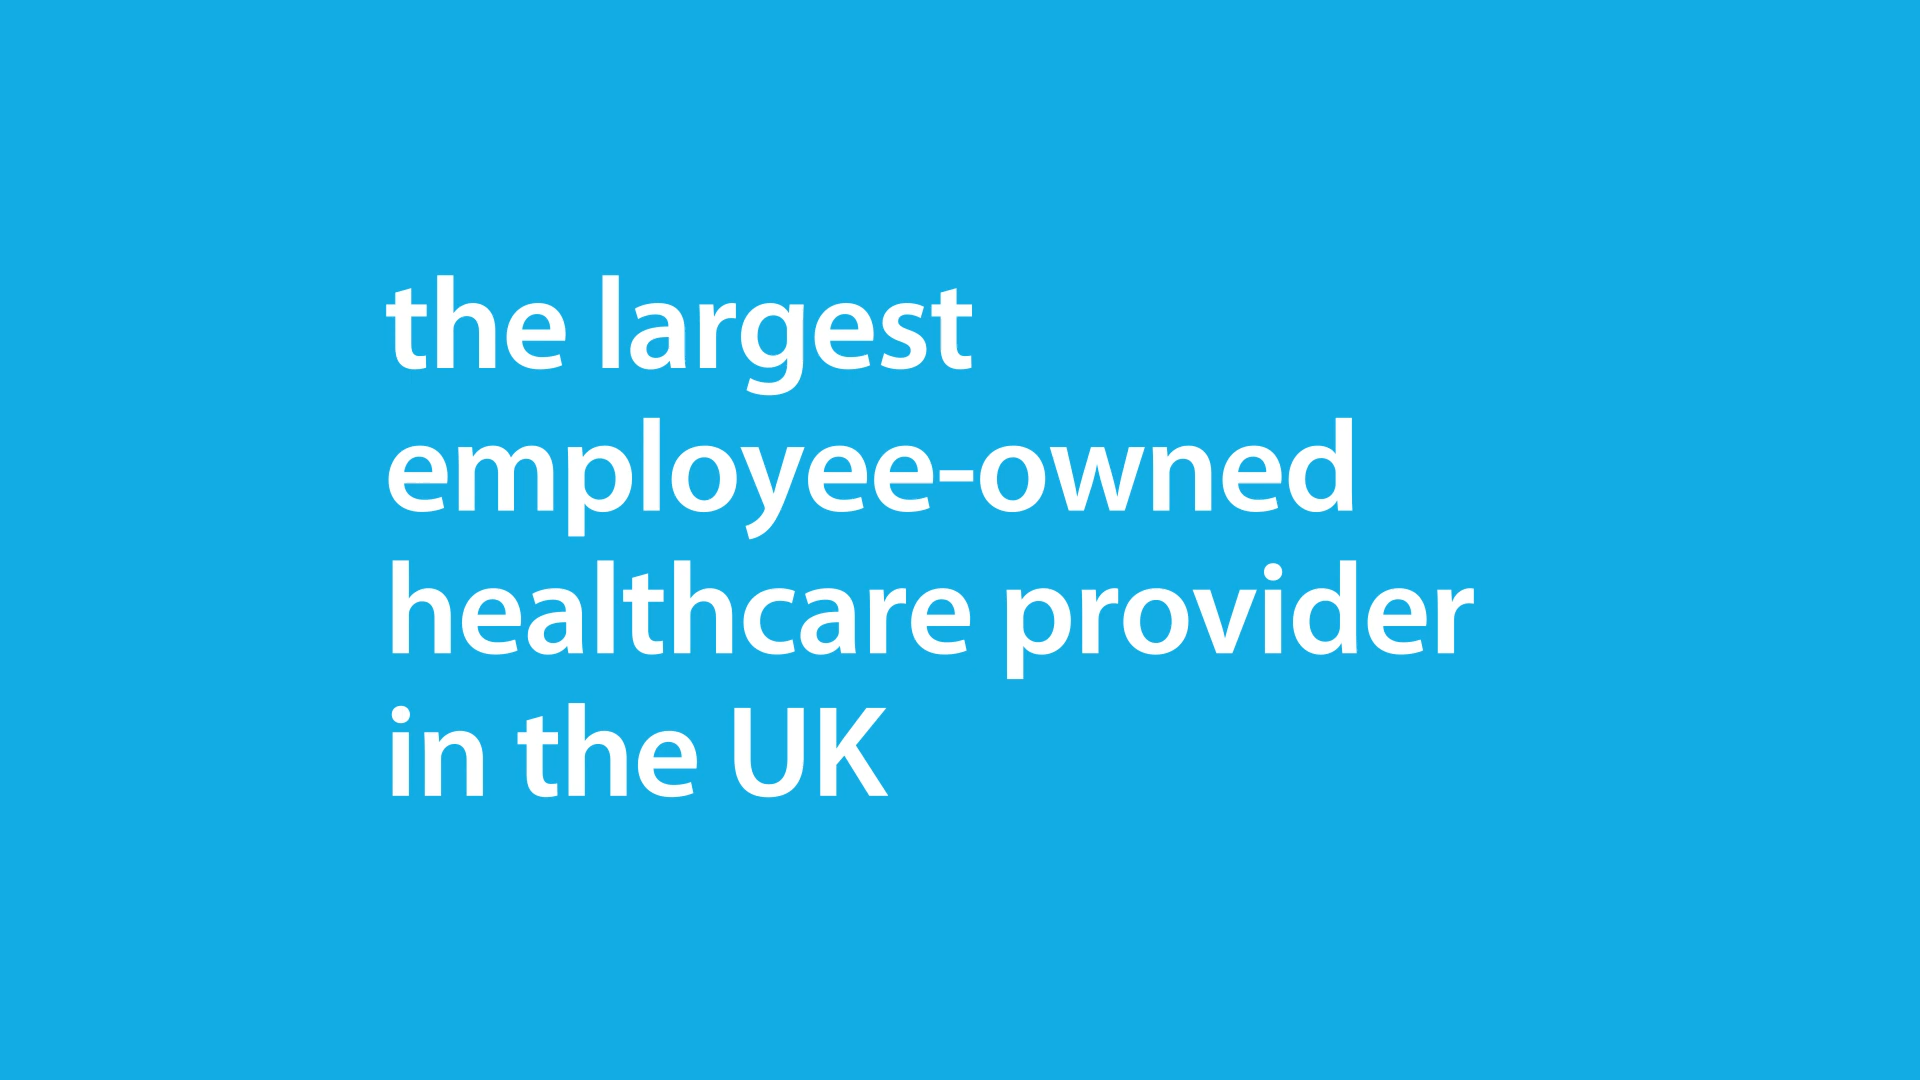 the largest
employee-owned
healthcare provider
in the UK